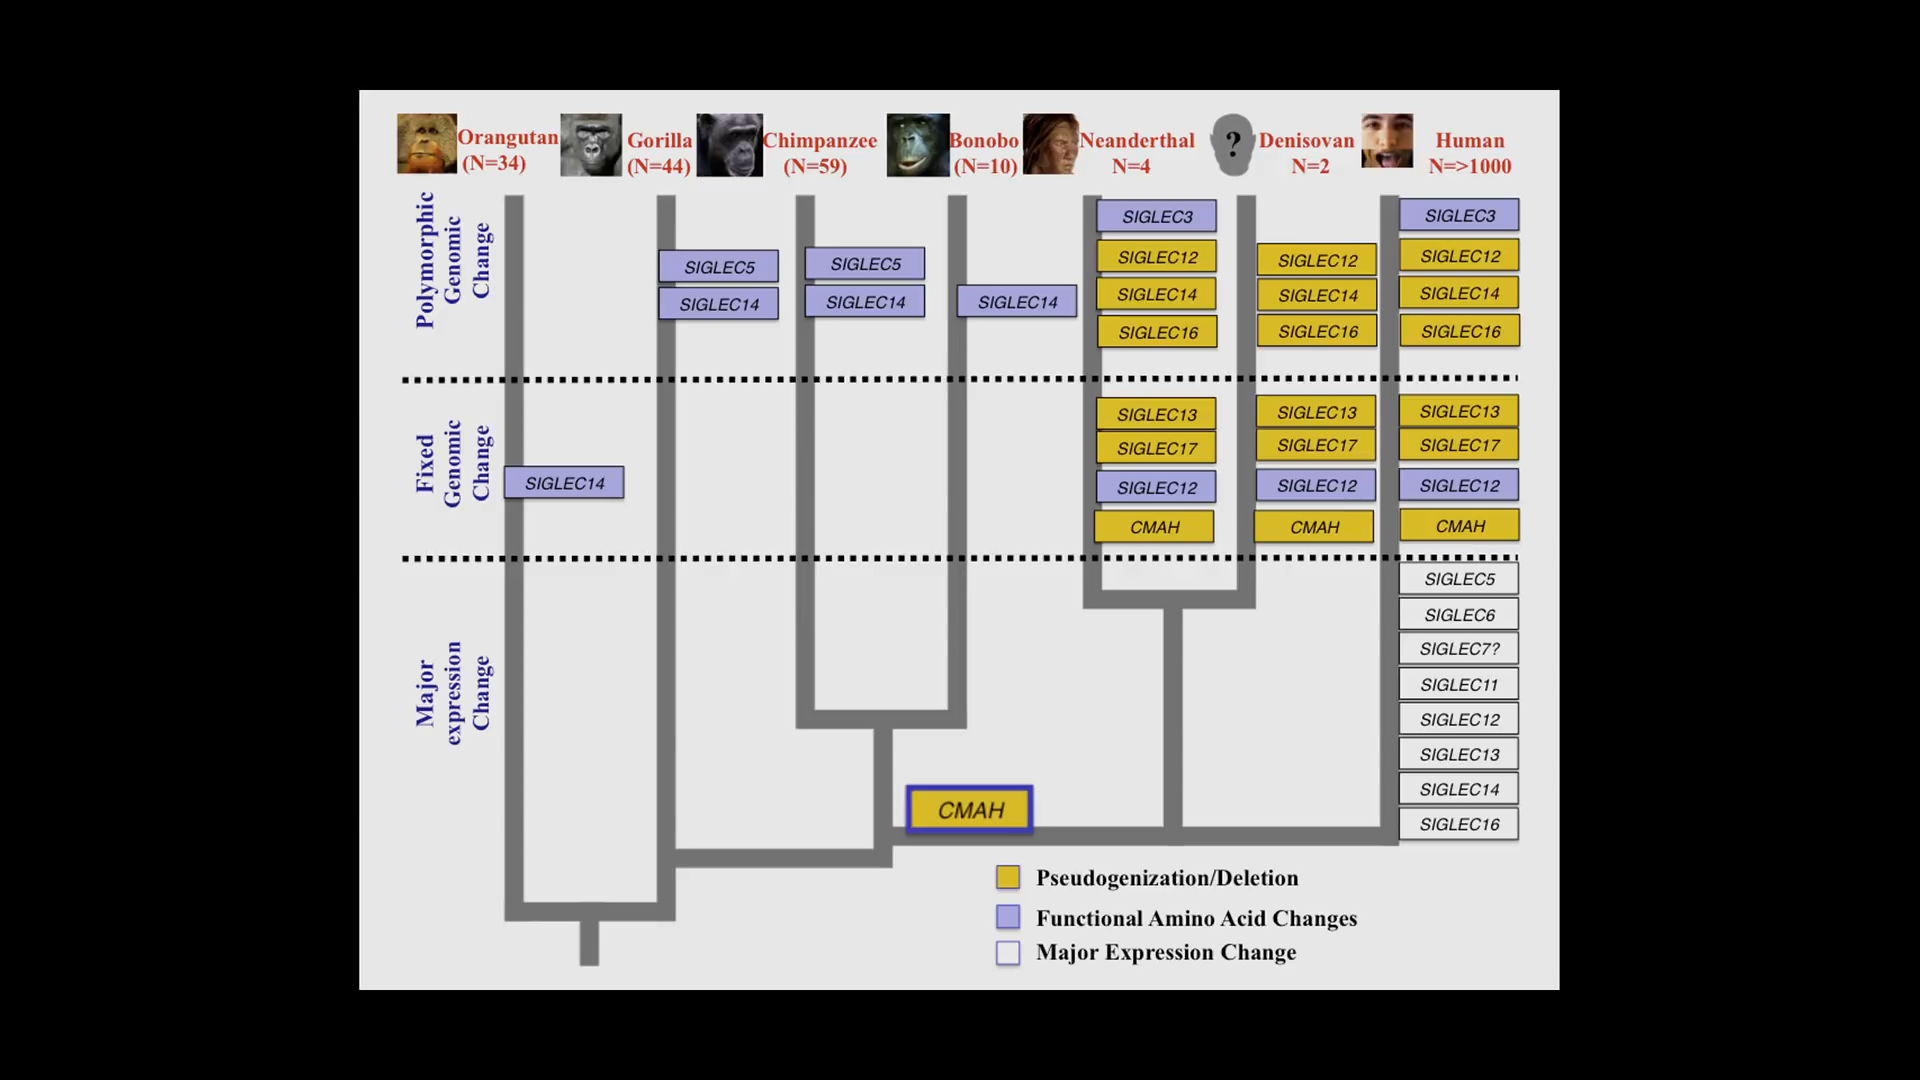 Orangutan
(N=34)
Gorilla
(N=44)
Chimpanzee
(N=59)
Bonobo
(N=10)
Neanderthal
N=4
?
Denisovan
N=2
Human
N=>1000
Polymorphic
Genomic
Change
SIGLEC5
SIGLEC14
SIGLEC5
SIGLEC14
SIGLEC14
SIGLEC3
SIGLEC12
SIGLEC14
SIGLEC16
SIGLEC12
SIGLEC14
SIGLEC16
SIGLEC3
SIGLEC12
SIGLEC14
SIGLEC16
Fixed
Genomic
Change
SIGLEC14
SIGLEC13
SIGLEC17
SIGLEC12
CMAH
SIGLEC13
SIGLEC17
SIGLEC12
CMAH
SIGLEC13
SIGLEC17
SIGLEC12
CMAH
Major
expression
Change
SIGLEC5
SIGLEC6
SIGLEC7?
SIGLEC11
SIGLEC12
SIGLEC13
SIGLEC14
SIGLEC16
CMAH
Pseudogenization/Deletion
Functional Amino Acid Changes
Major Expression Change